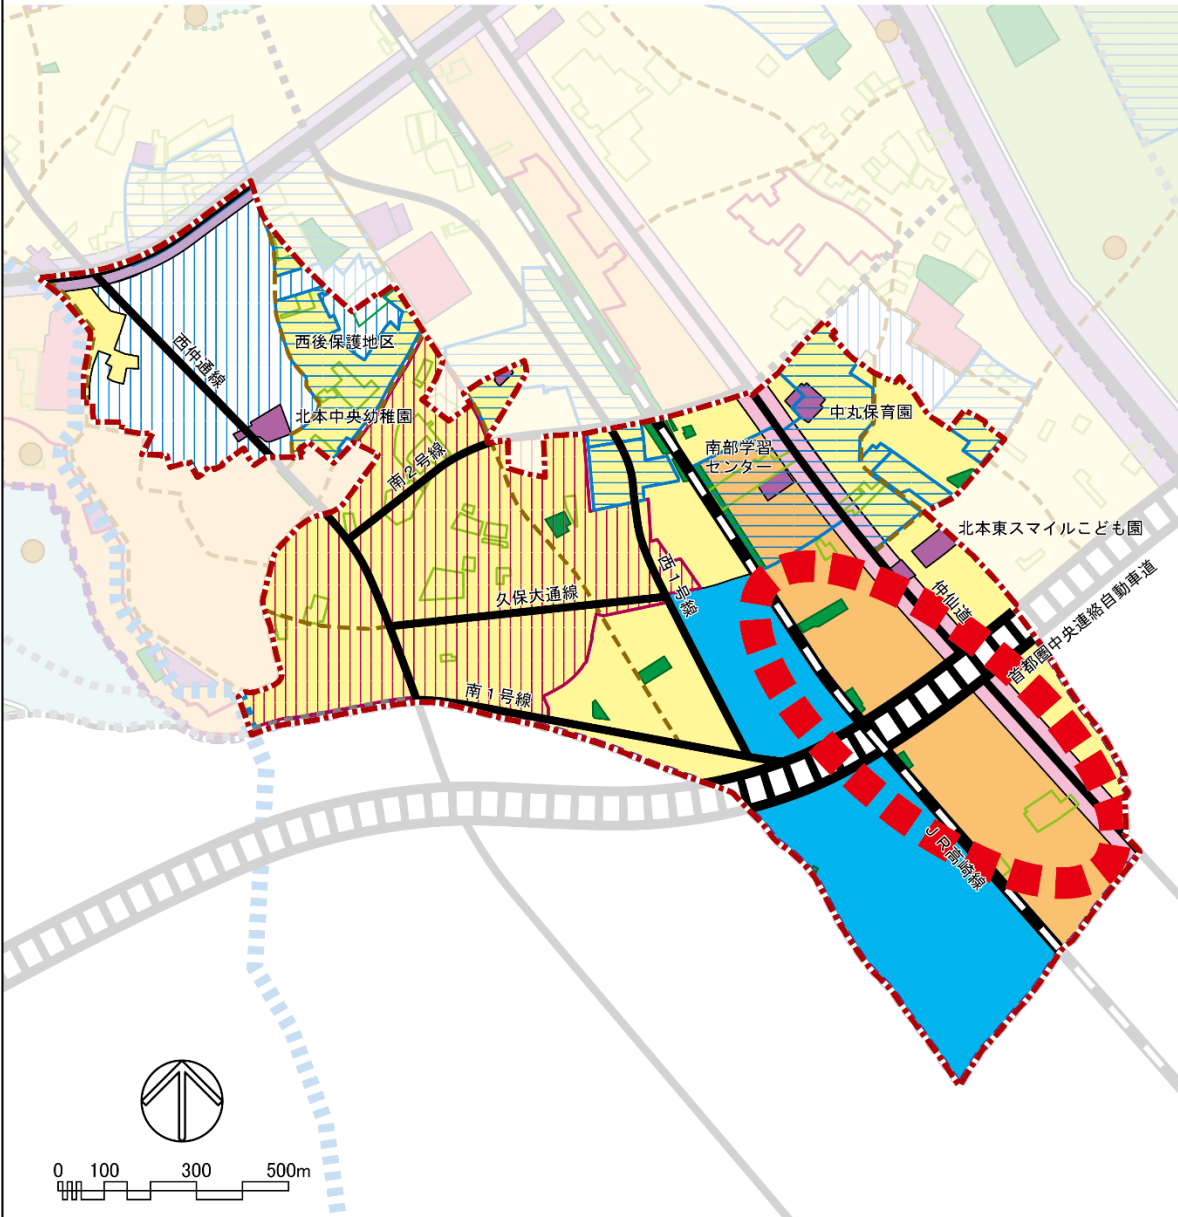 西後保護地区
西仲通線
北本中央幼稚園
中丸保育園
南2号線
南部学習
センター
北本東スマイルこども園
西1号線
久保大通線
仲仙道
首都圏中央連絡自動車道
南1号線
JR高崎線
0 100 300 500m